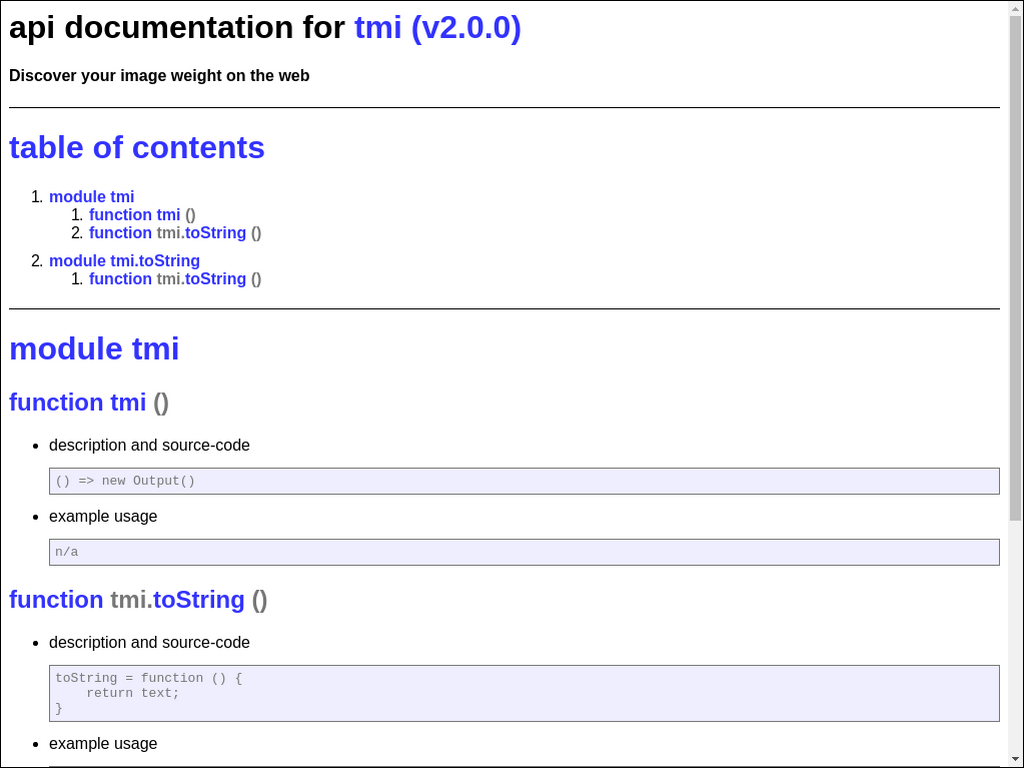 api documentation for tmi (v2.0.0)
Discover your image weight on the web
table of contents
1. module tmi
1. function tmi ()
2. function tmi.toString ()
2. module tmi.toString
1. function tmi.toString ()
module tmi
function tmi ()
• description and source-code
() => new Output()
• example usage
n/a
function tmi.toString ()
• description and source-code
toString = function () {
    return text;
}
• example usage